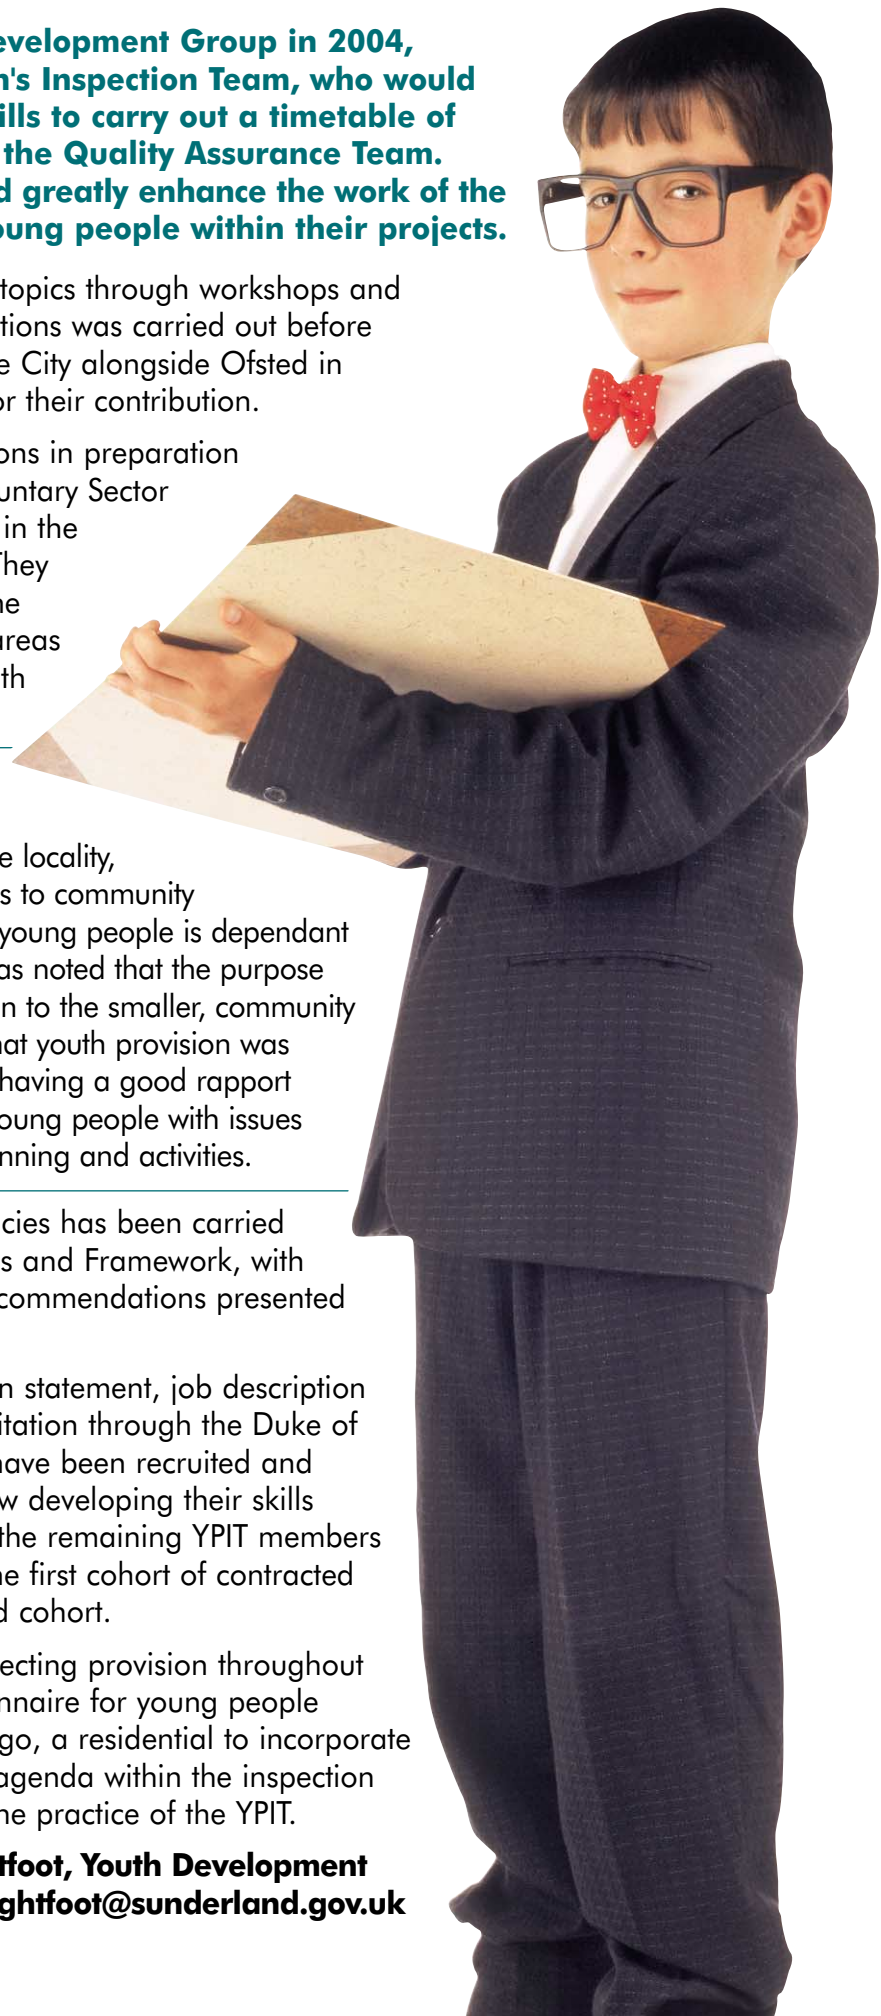 evelopment Group in 2004,
n's Inspection Team, who would
ills to carry out a timetable of
the Quality Assurance Team.
d greatly enhance the work of the
oung people within their projects.
topics through workshops and
tions was carried out before
e City alongside Ofsted in
or their contribution.
ons in preparation
untary Sector
in the
They
ne
areas
th
e locality,
s to community
young people is dependant
as noted that the purpose
n to the smaller, community
hat youth provision was
having a good rapport
oung people with issues
nning and activities.
cies has been carried
s and Framework, with
commendations presented
n statement, job description
itation through the Duke of
have been recruited and
w developing their skills
the remaining YPIT members
he first cohort of contracted
d cohort.
ecting provision throughout
nnaire for young people
go, a residential to incorporate
agenda within the inspection
he practice of the YPIT.
tfoot, Youth Development
ghtfoot@sunderland.gov.uk